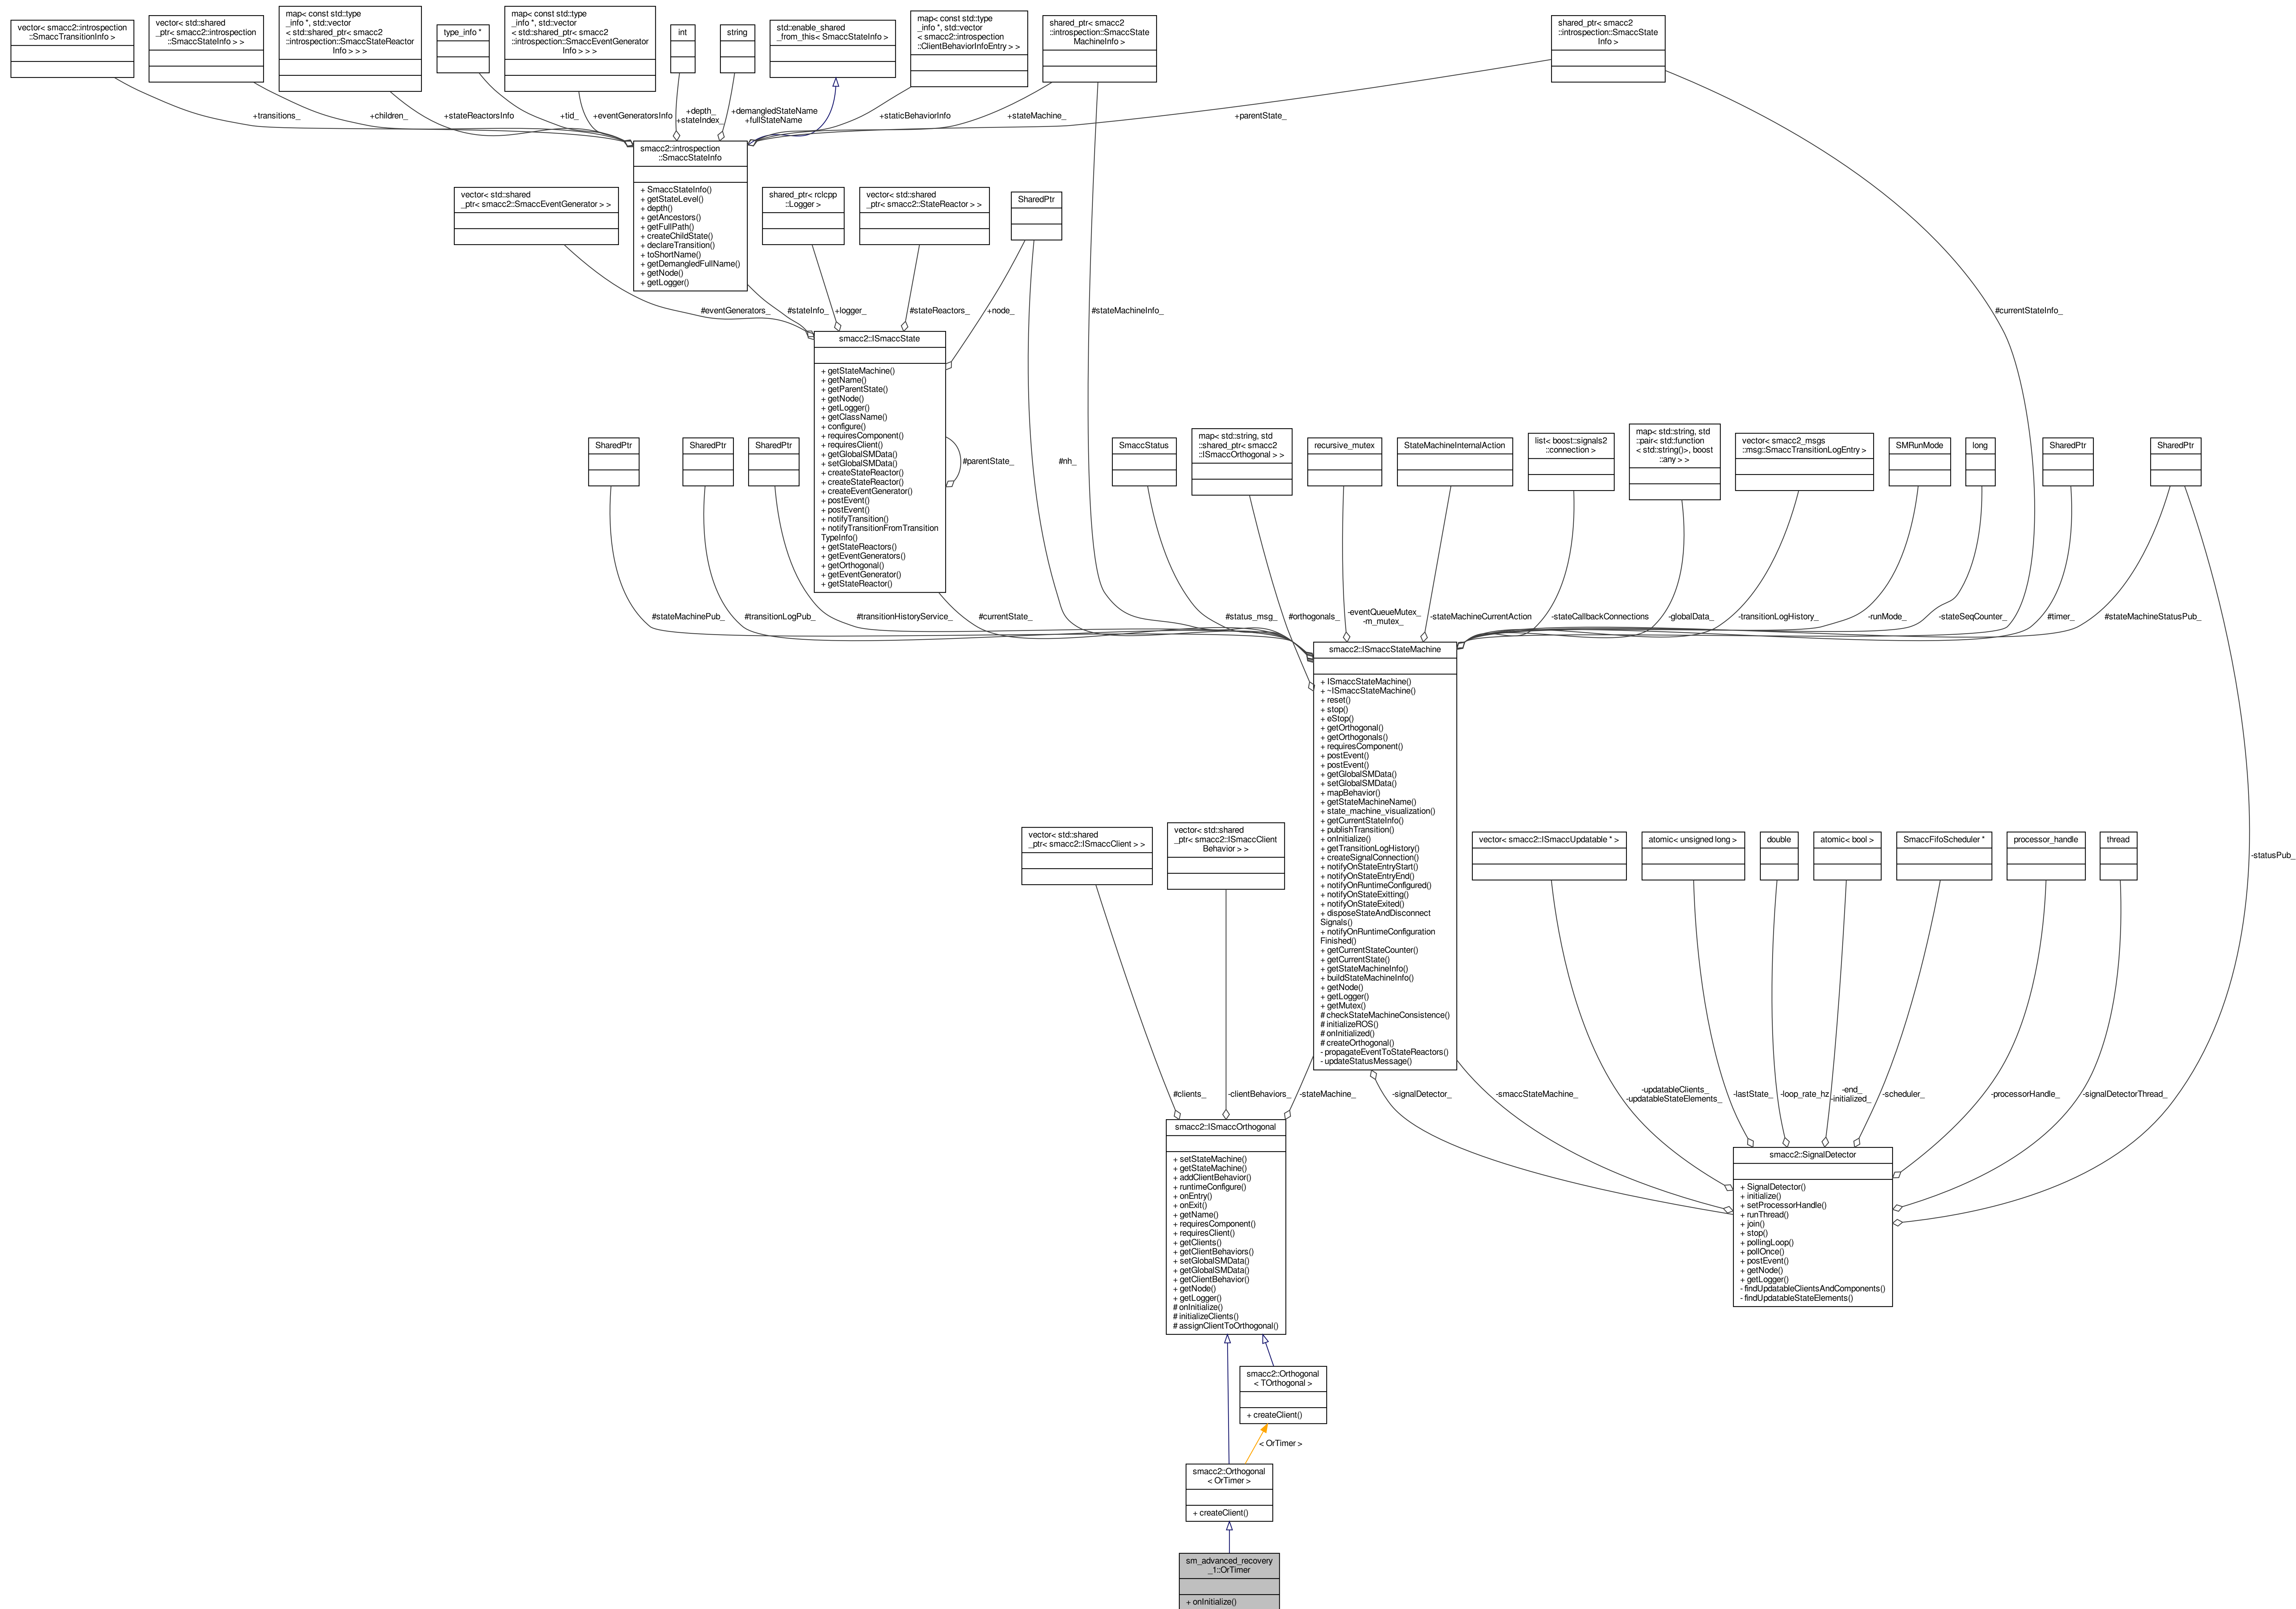 vector< smacc2::introspection
::SmaccTransitionInfo >
vector< std::shared
_ptr< smacc2::introspection
::SmaccStateInfo > >
map< const std::type
_info *, std::vector
< std::shared_ptr< smacc2
::introspection::SmaccStateReactor
Info > > >
type_info *
map< const std::type
_info *, std::vector
< std::shared_ptr< smacc2
::introspection::SmaccEventGenerator
Info > > >
int
string
std::enable_shared
_from_this< SmaccStateInfo >
map< const std::type
_info *, std::vector
< smacc2::introspection
::ClientBehaviorInfoEntry > >
shared_ptr< smacc2
::introspection::SmaccState
MachineInfo >
shared_ptr< smacc2
::introspection::SmaccState
Info >
+transitions_
+children_
+stateReactorsInfo
+tid_
+eventGeneratorsInfo
+depth_
+stateIndex_
+demangledStateName
+fullStateName
+staticBehaviorInfo
+stateMachine_
+parentState_
smacc2::introspection
::SmaccStateInfo
+ SmaccStateInfo()
+ getStateLevel()
+ depth()
+ getAncestors()
+ getFullPath()
+ createChildState()
+ declareTransition()
+ toShortName()
+ getDemangledFullName()
+ getNode()
+ getLogger()
vector< std::shared
_ptr< smacc2::SmaccEventGenerator > >
shared_ptr< rclcpp
::Logger >
vector< std::shared
_ptr< smacc2::StateReactor > >
SharedPtr
#eventGenerators_
#stateInfo_
+logger_
#stateReactors_
+node_
#stateMachineInfo_
#currentStateInfo_
smacc2::ISmaccState
+ getStateMachine()
+ getName()
+ getParentState()
+ getNode()
+ getLogger()
+ getClassName()
+ configure()
+ requiresComponent()
+ requiresClient()
+ getGlobalSMData()
+ setGlobalSMData()
+ createStateReactor()
+ createStateReactor()
+ createEventGenerator()
+ postEvent()
+ postEvent()
+ notifyTransition()
+ notifyTransitionFromTransition
TypeInfo()
+ getStateReactors()
+ getEventGenerators()
+ getOrthogonal()
+ getEventGenerator()
+ getStateReactor()
#parentState_
#nh_
SharedPtr
SharedPtr
SharedPtr
SmaccStatus
map< std::string, std
::shared_ptr< smacc2
::ISmaccOrthogonal > >
recursive_mutex
StateMachineInternalAction
list< boost::signals2
::connection >
map< std::string, std
::pair< std::function
< std::string()>, boost
::any > >
vector< smacc2_msgs
::msg::SmaccTransitionLogEntry >
SMRunMode
long
SharedPtr
SharedPtr
#stateMachinePub_
#transitionLogPub_
#transitionHistoryService_
#currentState_
#status_msg_
#orthogonals_
-eventQueueMutex_
-m_mutex_
-stateMachineCurrentAction
-stateCallbackConnections
-globalData_
-transitionLogHistory_
-runMode_
-stateSeqCounter_
#timer_
#stateMachineStatusPub_
smacc2::ISmaccStateMachine
+ ISmaccStateMachine()
+ ~ISmaccStateMachine()
+ reset()
+ stop()
+ eStop()
+ getOrthogonal()
+ getOrthogonals()
+ requiresComponent()
+ postEvent()
+ postEvent()
+ getGlobalSMData()
+ setGlobalSMData()
+ mapBehavior()
+ getStateMachineName()
+ state_machine_visualization()
+ getCurrentStateInfo()
+ publishTransition()
+ onInitialize()
+ getTransitionLogHistory()
+ createSignalConnection()
+ notifyOnStateEntryStart()
+ notifyOnStateEntryEnd()
+ notifyOnRuntimeConfigured()
+ notifyOnStateExitting()
+ notifyOnStateExited()
+ disposeStateAndDisconnect
Signals()
+ notifyOnRuntimeConfiguration
Finished()
+ getCurrentStateCounter()
+ getCurrentState()
+ getStateMachineInfo()
+ buildStateMachineInfo()
+ getNode()
+ getLogger()
+ getMutex()
# checkStateMachineConsistence()
# initializeROS()
# onInitialized()
# createOrthogonal()
- propagateEventToStateReactors()
- updateStatusMessage()
vector< std::shared
_ptr< smacc2::ISmaccClient > >
vector< std::shared
_ptr< smacc2::ISmaccClient
Behavior > >
vector< smacc2::ISmaccUpdatable * >
atomic< unsigned long >
double
atomic< bool >
SmaccFifoScheduler *
processor_handle
thread
-statusPub_
#clients_
-clientBehaviors_
-stateMachine_
-signalDetector_
-smaccStateMachine_
-updatableClients_
-updatableStateElements_
-lastState_
-loop_rate_hz
-end_
-initialized_
-scheduler_
-processorHandle_
-signalDetectorThread_
smacc2::ISmaccOrthogonal
+ setStateMachine()
+ getStateMachine()
+ addClientBehavior()
+ runtimeConfigure()
+ onEntry()
+ onExit()
+ getName()
+ requiresComponent()
+ requiresClient()
+ getClients()
+ getClientBehaviors()
+ setGlobalSMData()
+ getGlobalSMData()
+ getClientBehavior()
+ getNode()
+ getLogger()
# onInitialize()
# initializeClients()
# assignClientToOrthogonal()
smacc2::SignalDetector
+ SignalDetector()
+ initialize()
+ setProcessorHandle()
+ runThread()
+ join()
+ stop()
+ pollingLoop()
+ pollOnce()
+ postEvent()
+ getNode()
+ getLogger()
- findUpdatableClientsAndComponents()
- findUpdatableStateElements()
smacc2::Orthogonal
< TOrthogonal >
+ createClient()
< OrTimer >
smacc2::Orthogonal
< OrTimer >
+ createClient()
sm_advanced_recovery
_1::OrTimer
+ onInitialize()